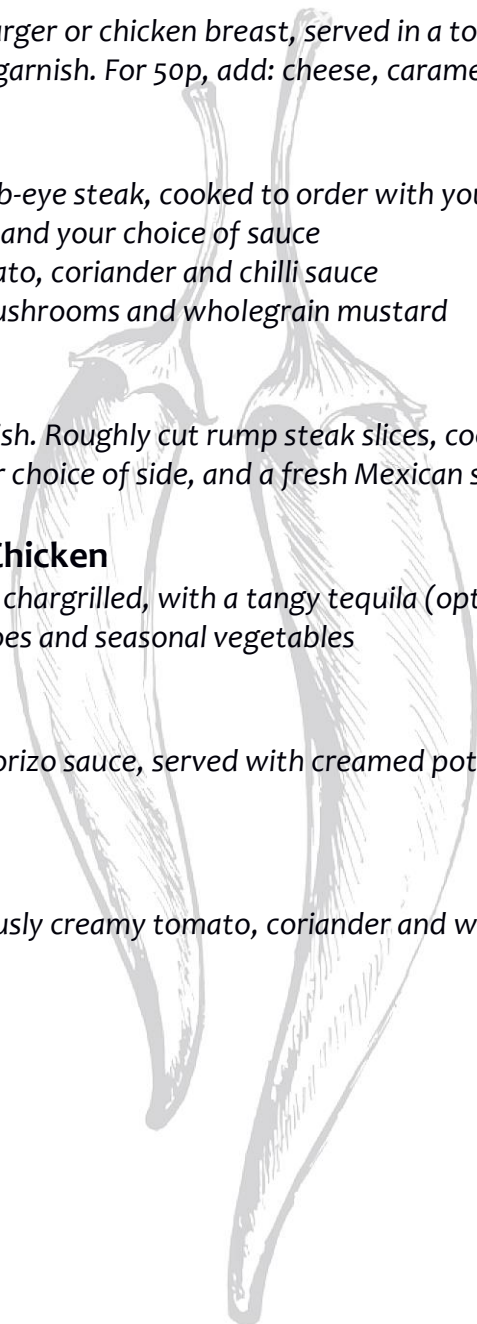 urger or chicken breast, served in a to
garnish. For 50p, add: cheese, carame
b-eye steak, cooked to order with you
and your choice of sauce
ato, coriander and chilli sauce
ushrooms and wholegrain mustard
ish. Roughly cut rump steak slices, coo
r choice of side, and a fresh Mexican s
Chicken
chargrilled, with a tangy tequila (opt
oes and seasonal vegetables
orizo sauce, served with creamed pot
usly creamy tomato, coriander and w